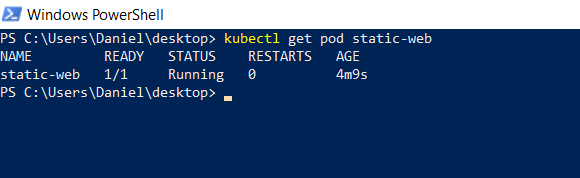 Windows PowerShell
PS C:\Users\Daniel\desktop> kubectl get pod static-web
NAME         READY   STATUS    RESTARTS   AGE
static-web   1/1     Running   0          4m9s
PS C:\Users\Daniel\desktop>